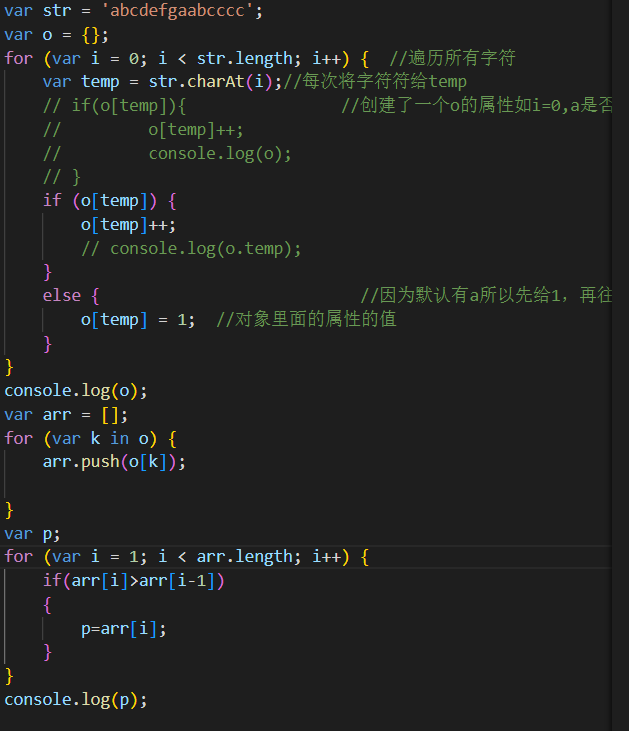 var str = 'abcdefgaabcccc';
var o = {};
for (var i = 0; i < str.length; i++) {  //遍历所有字符
    var temp = str.charAt(i);//每次将字符符给temp
    // if(o[temp]){                //创建了一个o的属性如i=0,a是否
    //         o[temp]++;
    //         console.log(o);
    // }
    if (o[temp]) {
        o[temp]++;
        // console.log(o.temp);
    }
    else {                           //因为默认有a所以先给1，再往
        o[temp] = 1;  //对象里面的属性的值
    }
}
console.log(o);
var arr = [];
for (var k in o) {
    arr.push(o[k]);
}
var p;
for (var i = 1; i < arr.length; i++) {
    if(arr[i]>arr[i-1])
    {
        p=arr[i];
    }
}
console.log(p);